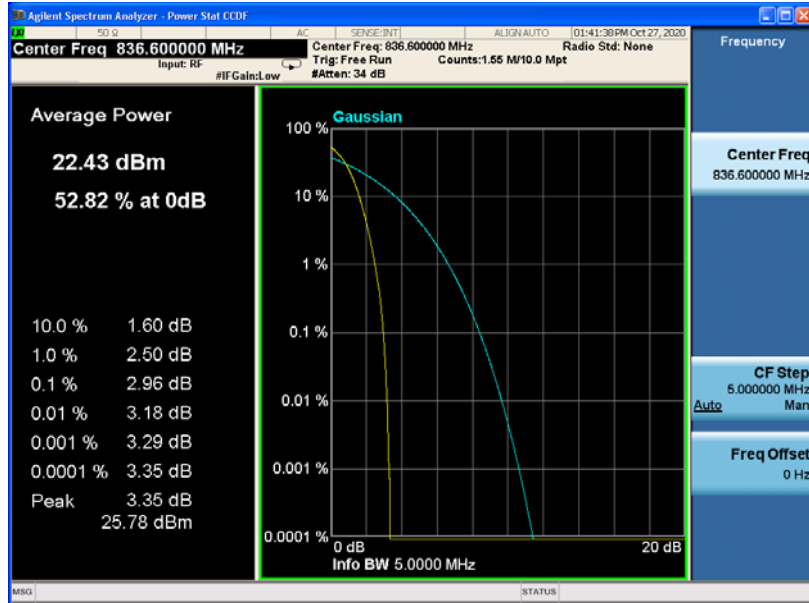 Agilent Spectrum Analyzer - Power Stat CCDF
50 Ω AC SENSE:INT ALIGN AUTO 01:41:38 PM Oct 27, 2020
Center Freq 836.600000 MHz
Input: RF
#IFGain:Low
Center Freq: 836.600000 MHz
Trig: Free Run
#Atten: 34 dB
Counts:1.55 M/10.0 Mpt
Radio Std: None
Frequency
Average Power
22.43 dBm
52.82 % at 0dB
10.0 % 1.60 dB
1.0 % 2.50 dB
0.1 % 2.96 dB
0.01 % 3.18 dB
0.001 % 3.29 dB
0.0001 % 3.35 dB
Peak 3.35 dB
25.78 dBm
Gaussian
100 %
10 %
1 %
0.1 %
0.01 %
0.001 %
0.0001 %
0 dB 20 dB
Info BW 5.0000 MHz
Center Freq
836.600000 MHz
CF Step
5.000000 MHz
Auto Man
Freq Offset
0 Hz
MSG STATUS